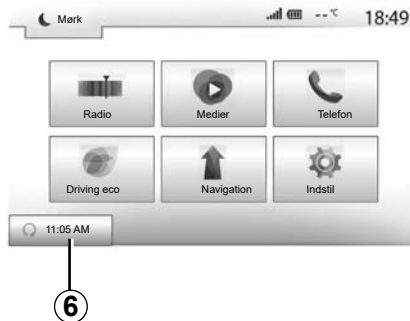 Mørk --°C 18:49
Radio Medier Telefon
Driving eco Navigation Indstil
11:05 AM
6